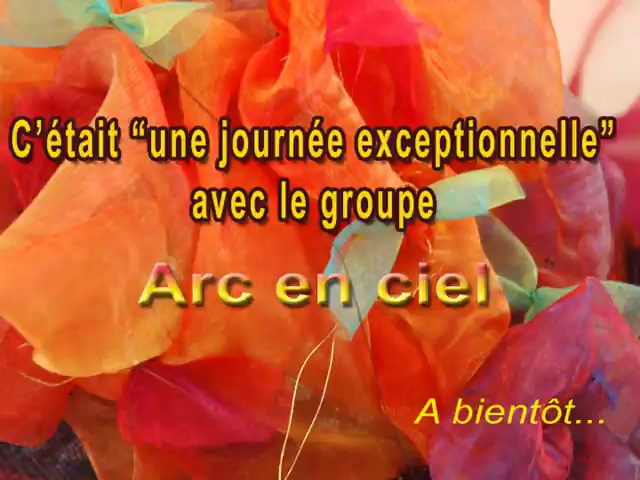 C'était “une journée exceptionnelle”
avec le groupe
Arc en ciel
A bientôt...